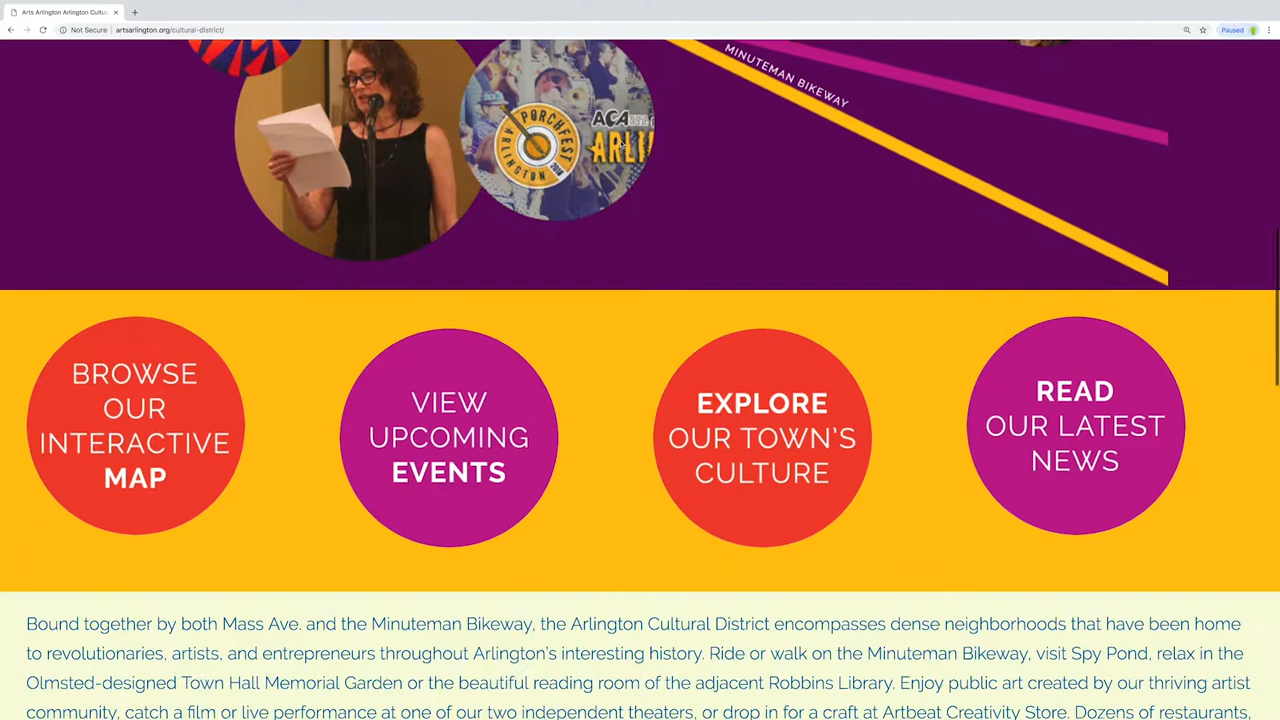 Arts Arlington Arlington Cultur
Not Secure
artsarlington.org/cultural-district/
Paused
MINUTEMAN BIKEWAY
PORCHFEST
ARLINGTON
ACA
ARLI
BROWSE
OUR
INTERACTIVE
MAP
VIEW
UPCOMING
EVENTS
EXPLORE
OUR TOWN'S
CULTURE
READ
OUR LATEST
NEWS
Bound together by both Mass Ave. and the Minuteman Bikeway, the Arlington Cultural District encompasses dense neighborhoods that have been home
to revolutionaries, artists, and entrepreneurs throughout Arlington's interesting history. Ride or walk on the Minuteman Bikeway, visit Spy Pond, relax in the
Olmsted-designed Town Hall Memorial Garden or the beautiful reading room of the adjacent Robbins Library. Enjoy public art created by our thriving artist
community, catch a film or live performance at one of our two independent theaters, or drop in for a craft at Artbeat Creativity Store. Dozens of restaurants,